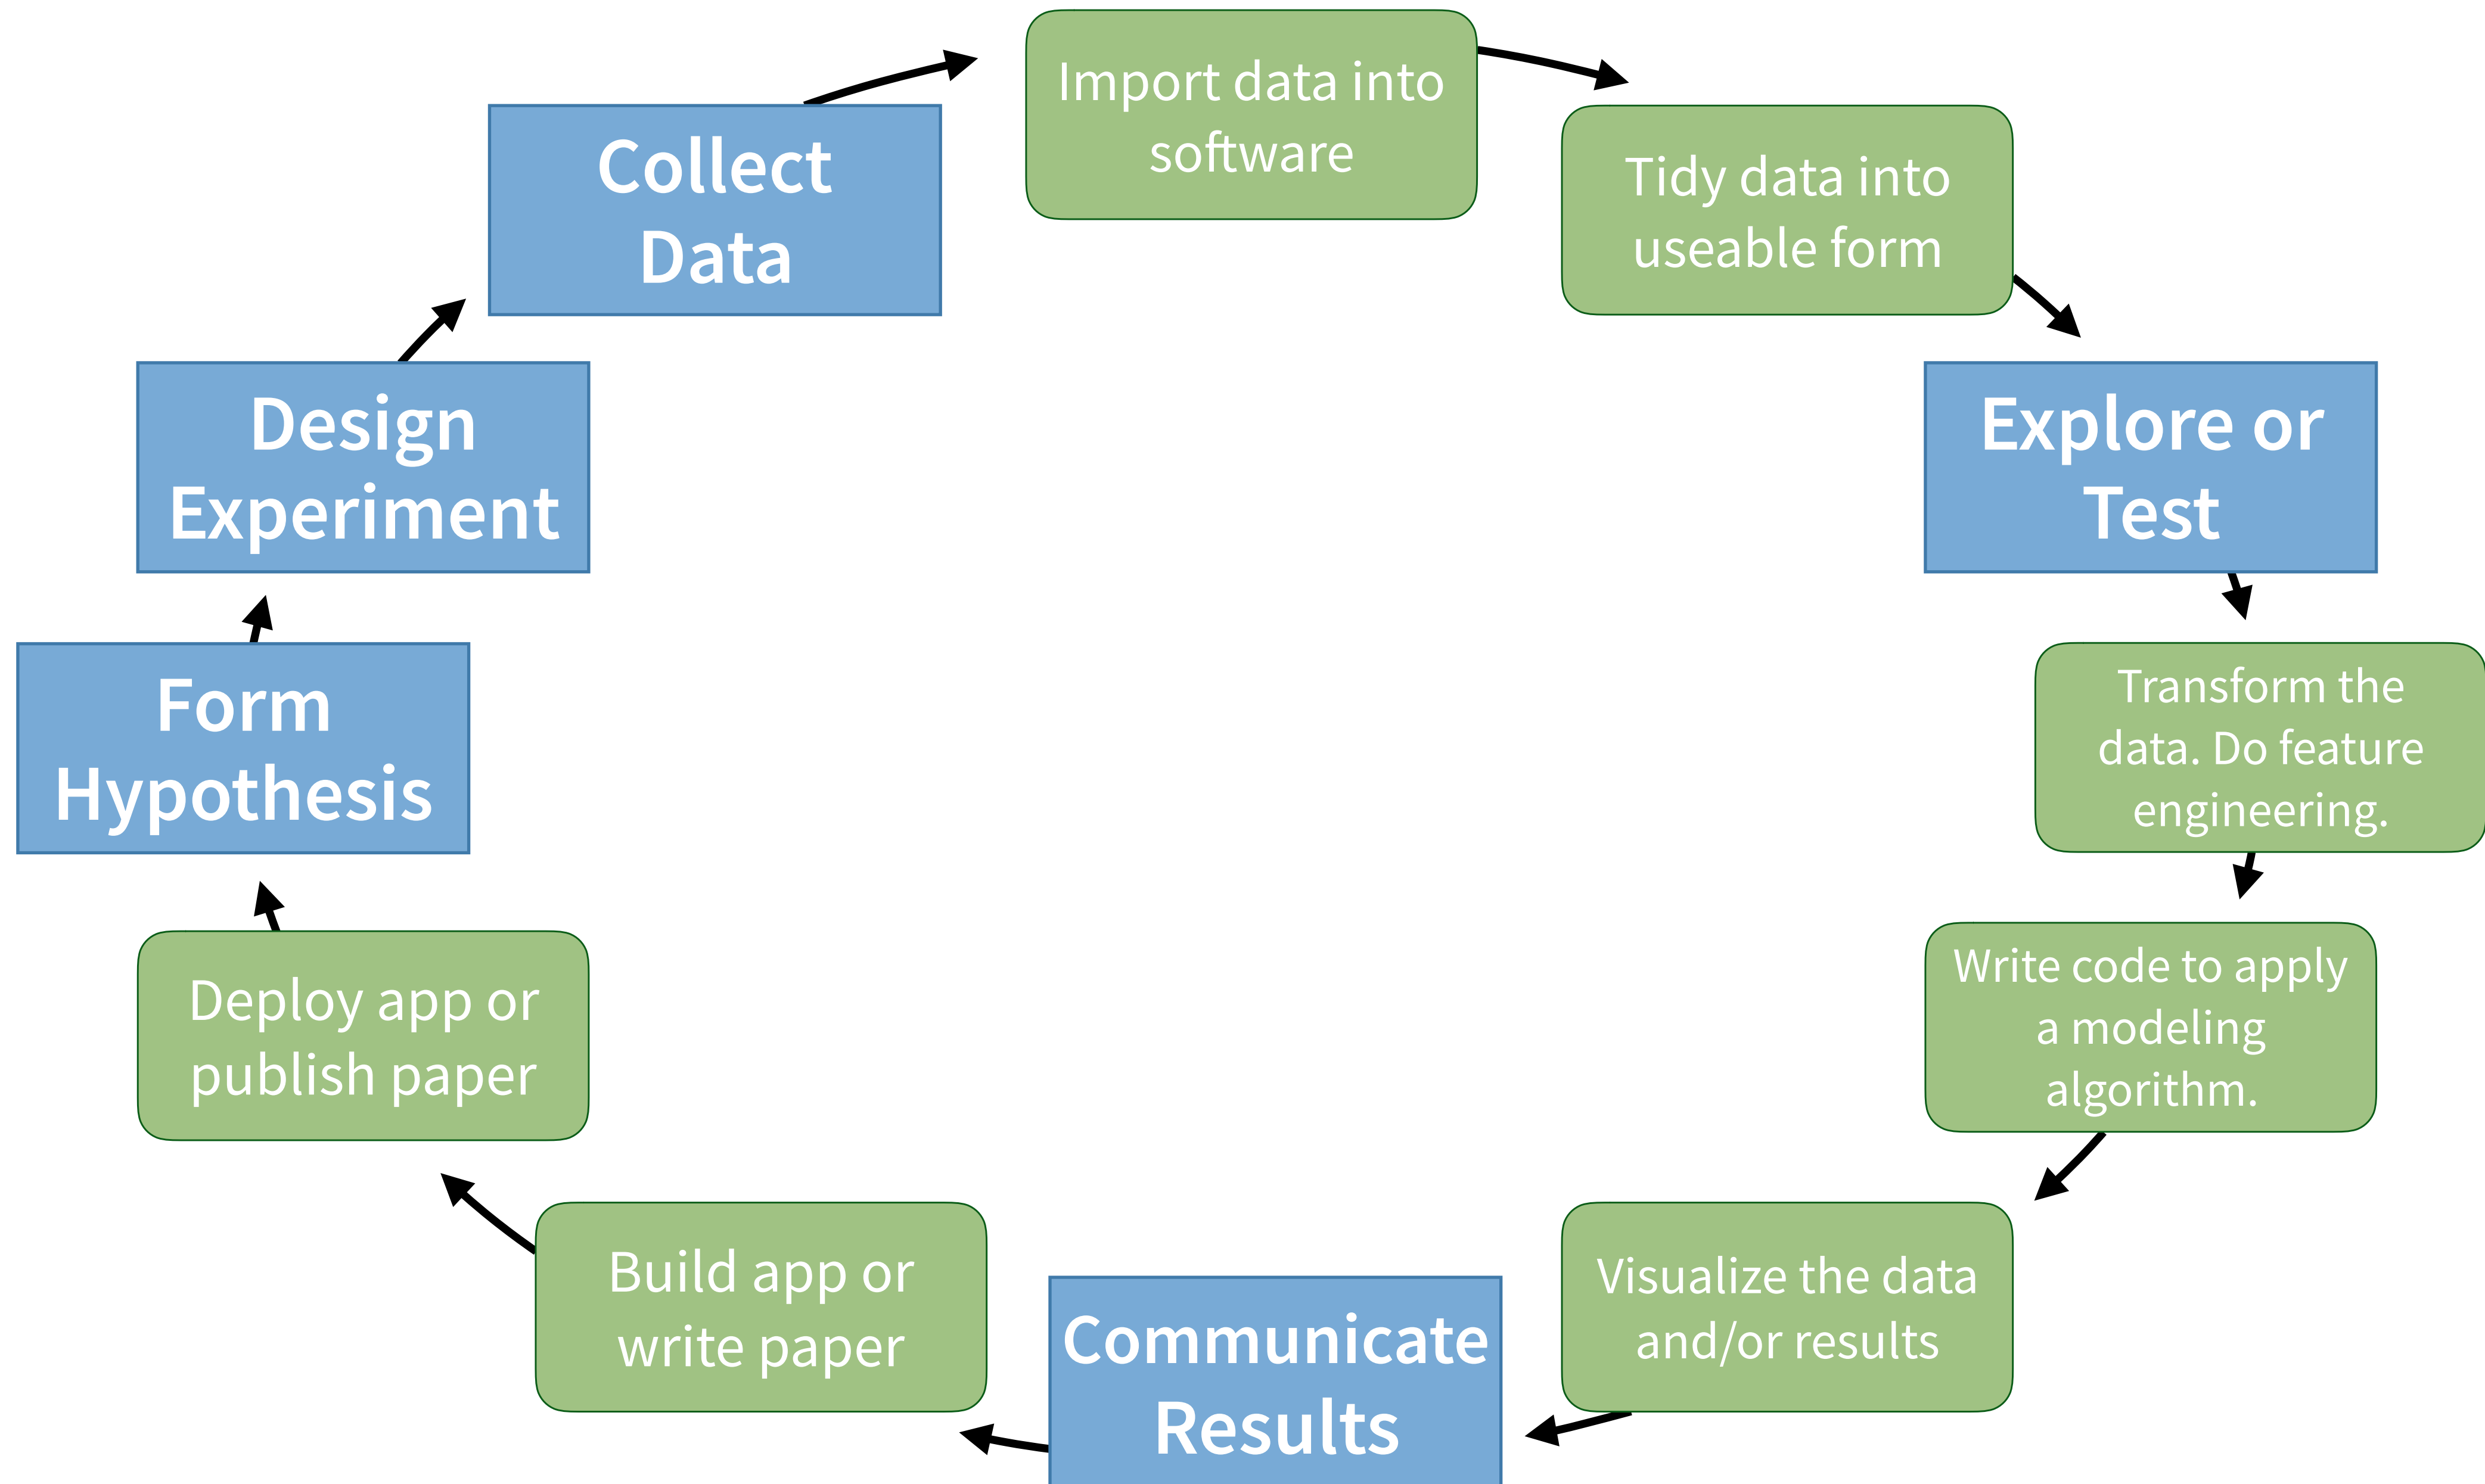 Import data into
software
Collect
Data
Tidy data into
useable form
Design
Experiment
Explore or
Test
Form
Hypothesis
Transform the
data. Do feature
engineering.
Deploy app or
publish paper
Write code to apply
a modeling
algorithm.
Build app or
write paper
Visualize the data
and/or results
Communicate
Results